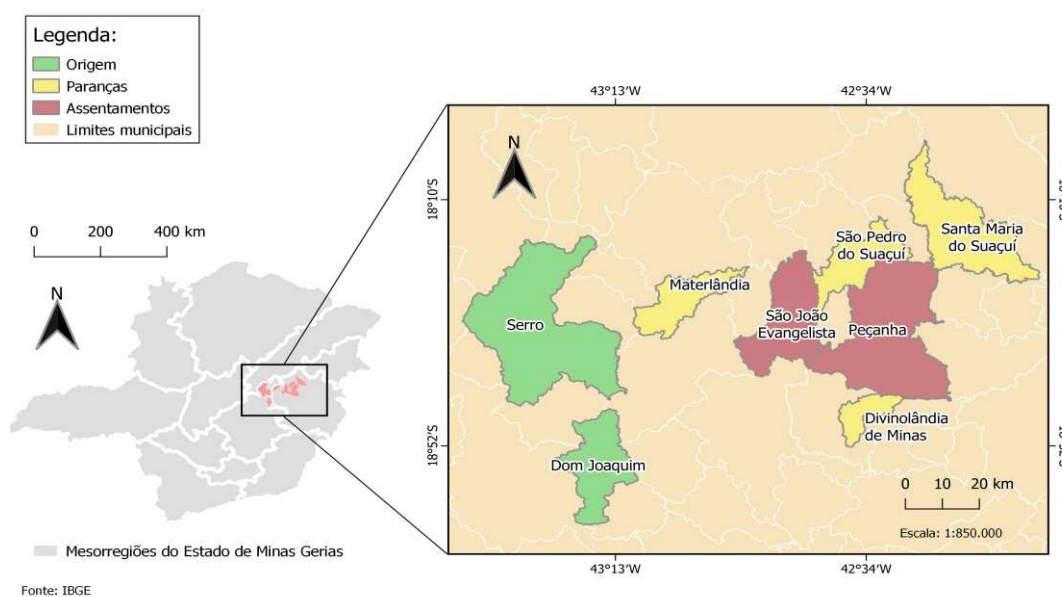 Legenda:
Origem
Paranças
Assentamentos
Limites municipais
0 200 400 km
N
Mesorregiões do Estado de Minas Gerias
Fonte: IBGE
43°13'W 42°34'W
18°10'S
18°52'S
N
Serro
Dom Joaquim
Materlândia
São João
Evangelista
São Pedro
do Suaçuí
Peçanha
Santa Maria
do Suaçuí
Divinolândia
de Minas
0 10 20 km
Escala: 1:850.000
43°13'W 42°34'W